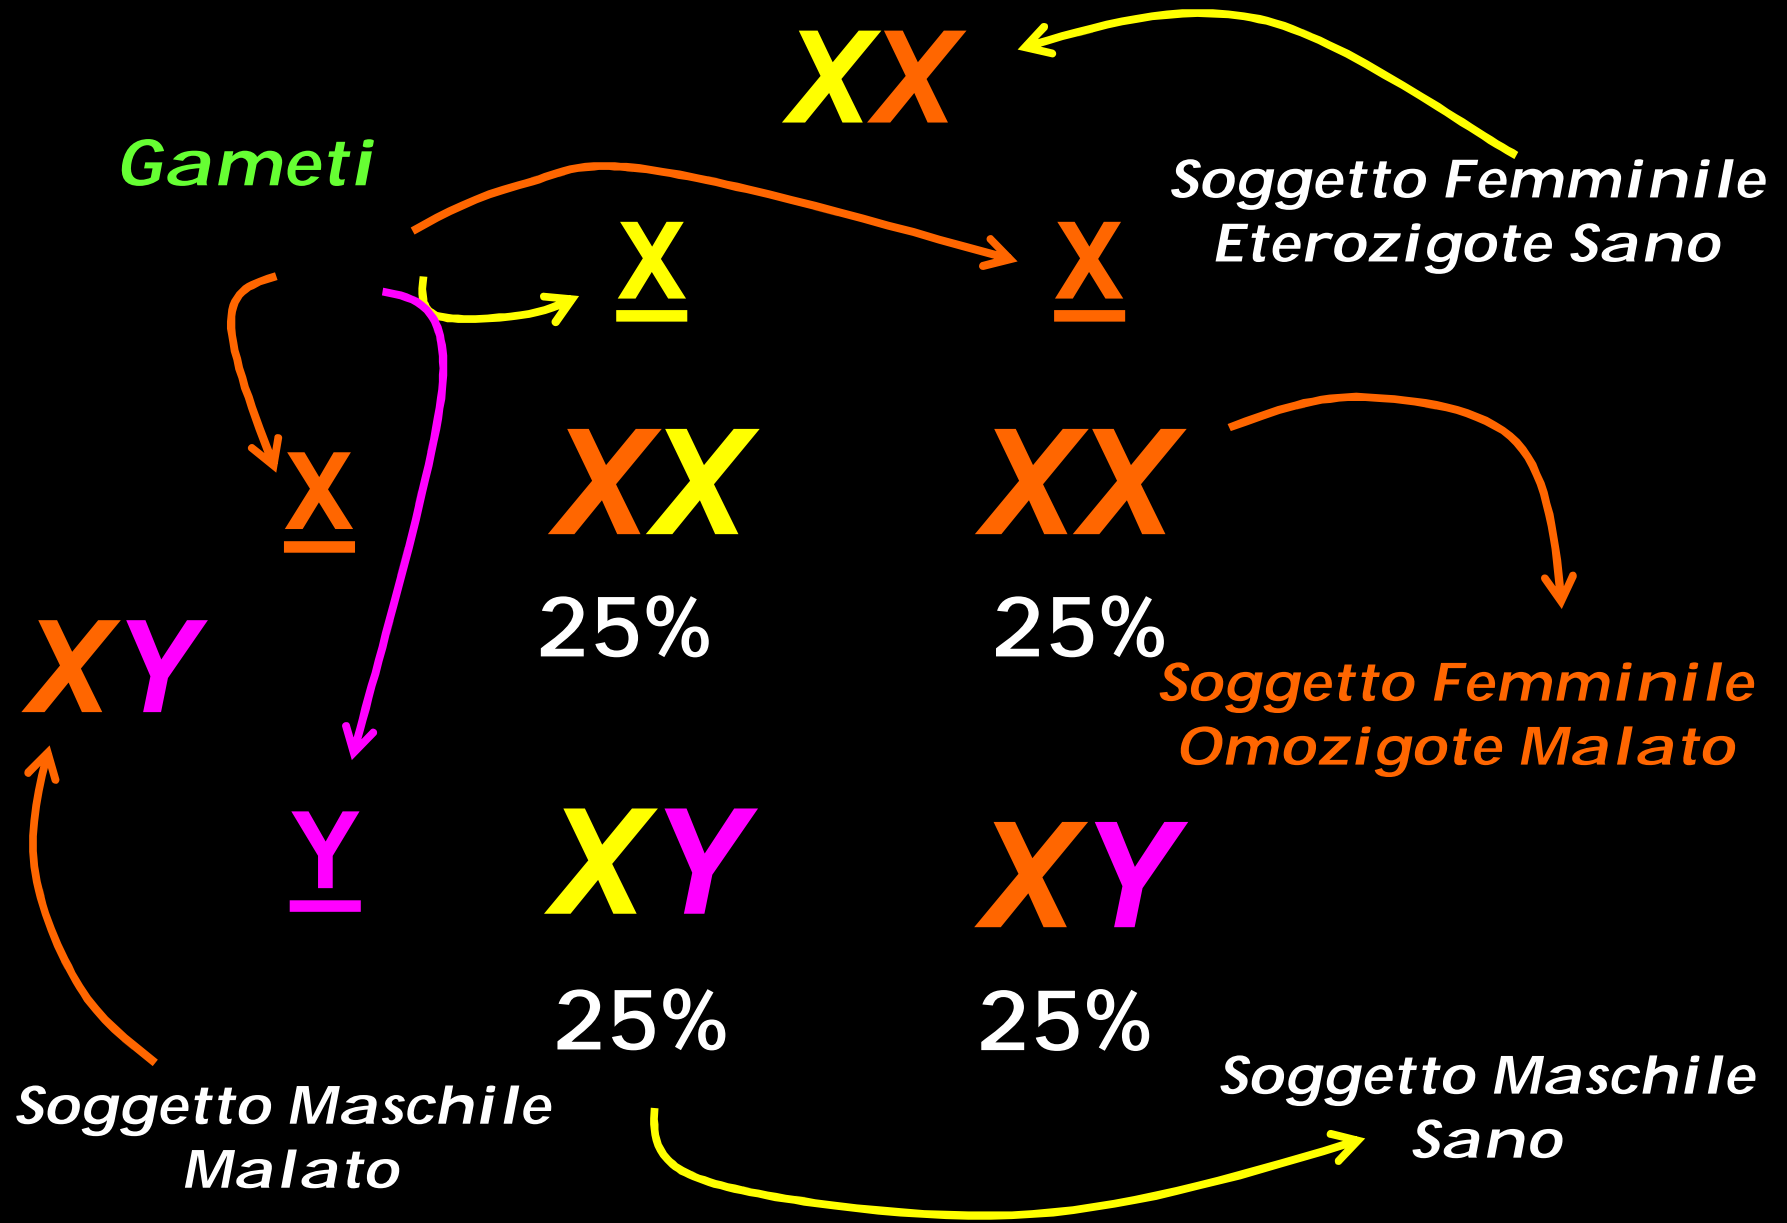 XX
Gameti
Soggetto Femminile
Eterozigote Sano
X
X
X
XX
XX
25%
25%
XY
Soggetto Femminile
Omozigote Malato
Y
XY
XY
25%
25%
Soggetto Maschile
Malato
Soggetto Maschile
Sano